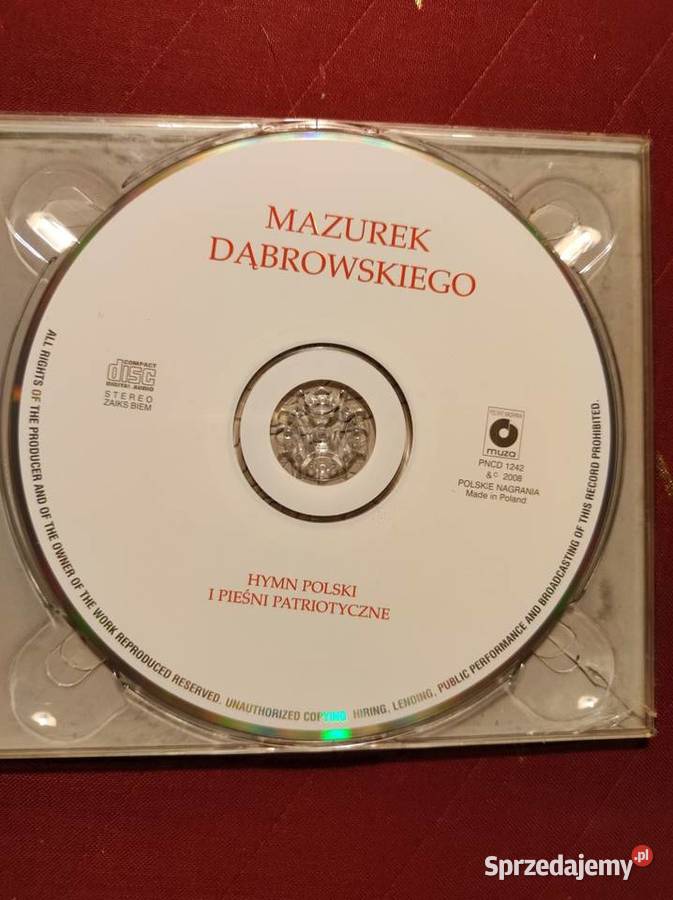 MAZUREK
DĄBROWSKIEGO
COMPACT
disc
DIGITAL AUDIO
STEREO
ZAIKS BIEM
POLSKIE NAGRANIA
muza
PNCD 1242
& © 2008
POLSKIE NAGRANIA
Made in Poland
HYMN POLSKI
I PIEŚNI PATRIOTYCZNE
ALL RIGHTS OF THE PRODUCER AND OF THE OWNER OF THE WORK REPRODUCED RESERVED. UNAUTHORIZED COPYING, HIRING, LENDING, PUBLIC PERFORMANCE AND BROADCASTING OF THIS RECORD PROHIBITED.
Sprzedajemy.pl